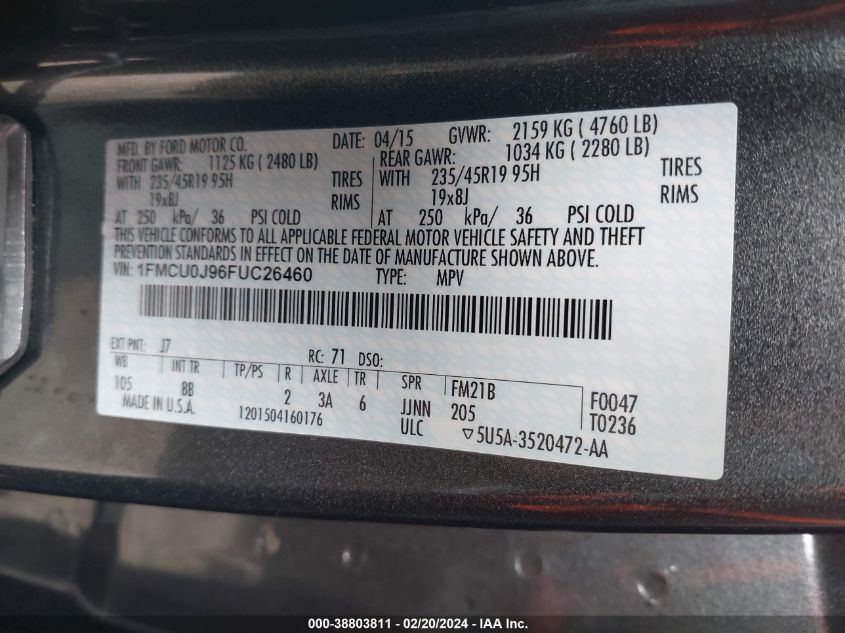 MFD. BY FORD MOTOR CO.
DATE: 04/15 GVWR: 2159 KG ( 4760 LB)
FRONT GAWR: 1125 KG ( 2480 LB)
REAR GAWR: 1034 KG ( 2280 LB)
WITH 235/45R19 95H TIRES
WITH 235/45R19 95H TIRES
19x8J RIMS
19x8J RIMS
AT 250 kPa/ 36 PSI COLD
AT 250 kPa/ 36 PSI COLD
THIS VEHICLE CONFORMS TO ALL APPLICABLE FEDERAL MOTOR VEHICLE SAFETY AND THEFT
PREVENTION STANDARDS IN EFFECT ON THE DATE OF MANUFACTURE SHOWN ABOVE.
VIN: 1FMCU0J96FUC26460 TYPE: MPV
EXT PNT: J7 RC: 71 DSO:
WB INT TR TP/PS R AXLE TR SPR FM21B F0047
105 8B 2 3A 6 JJNN 205 T0236
MADE IN U.S.A. 1201504160176 ULC ▽5U5A-3520472-AA
000-38803811 - 02/20/2024 - IAA Inc.